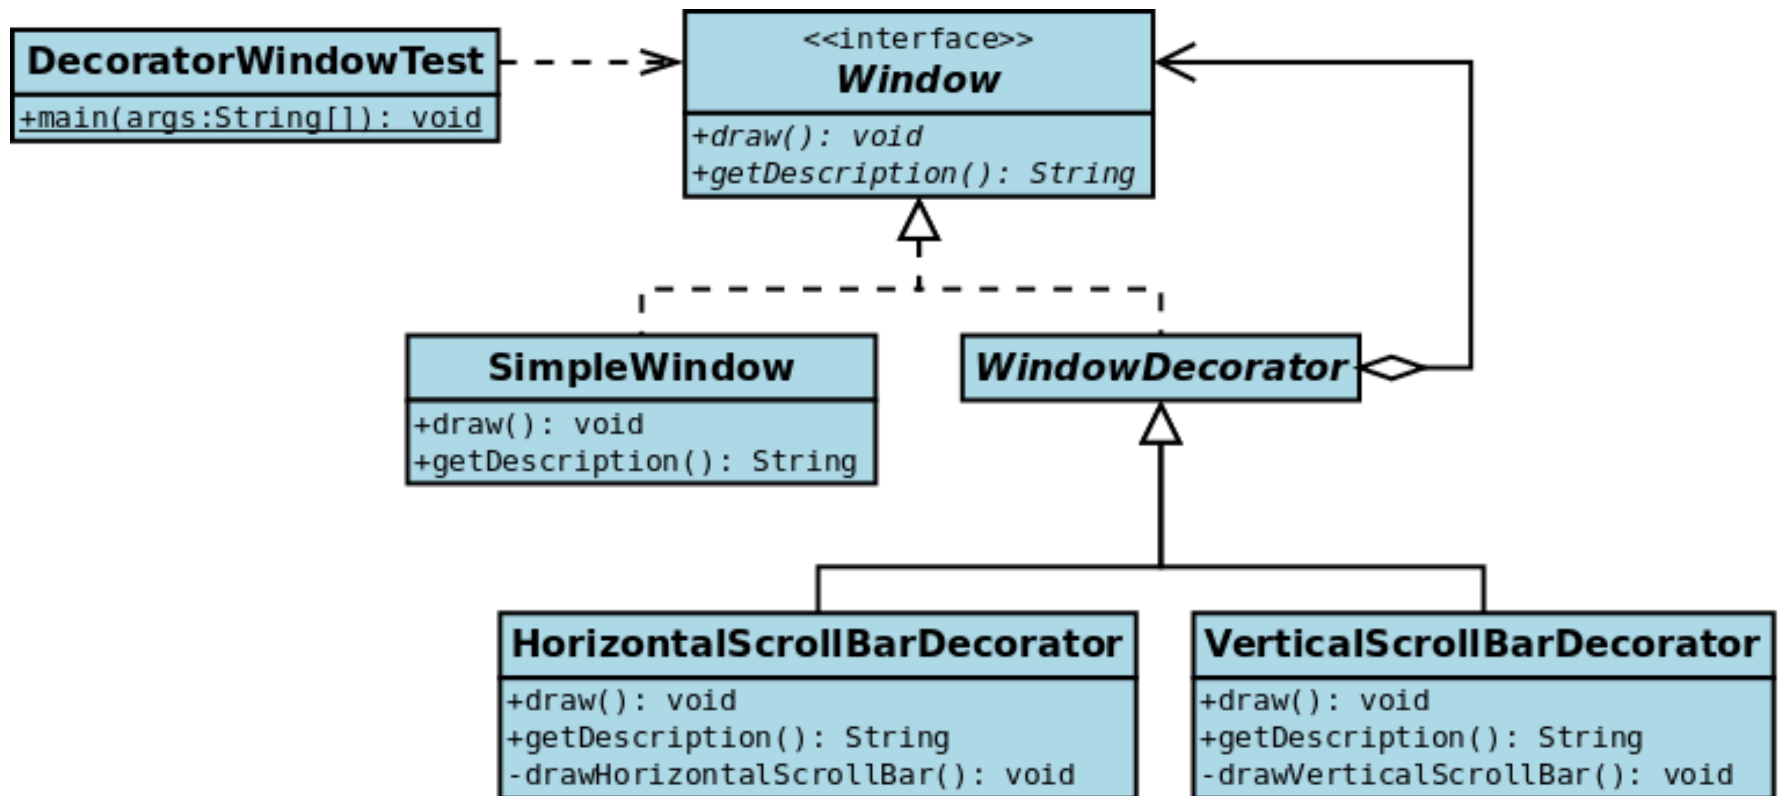 DecoratorWindowTest
+main(args:String[]): void
<<interface>>
Window
+draw(): void
+getDescription(): String
SimpleWindow
+draw(): void
+getDescription(): String
WindowDecorator
HorizontalScrollBarDecorator
+draw(): void
+getDescription(): String
-drawHorizontalScrollBar(): void
VerticalScrollBarDecorator
+draw(): void
+getDescription(): String
-drawVerticalScrollBar(): void